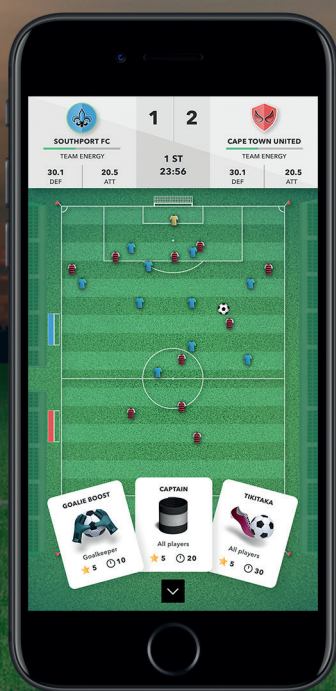 1 2
SOUTHPORT FC
CAPE TOWN UNITED
TEAM ENERGY
TEAM ENERGY
1 ST
23:56
30.1 20.5
DEF ATT
30.1 20.5
DEF ATT
GOALIE BOOST
Goalkeeper
5 10
CAPTAIN
All players
5 20
TIKITAKA
All players
5 30